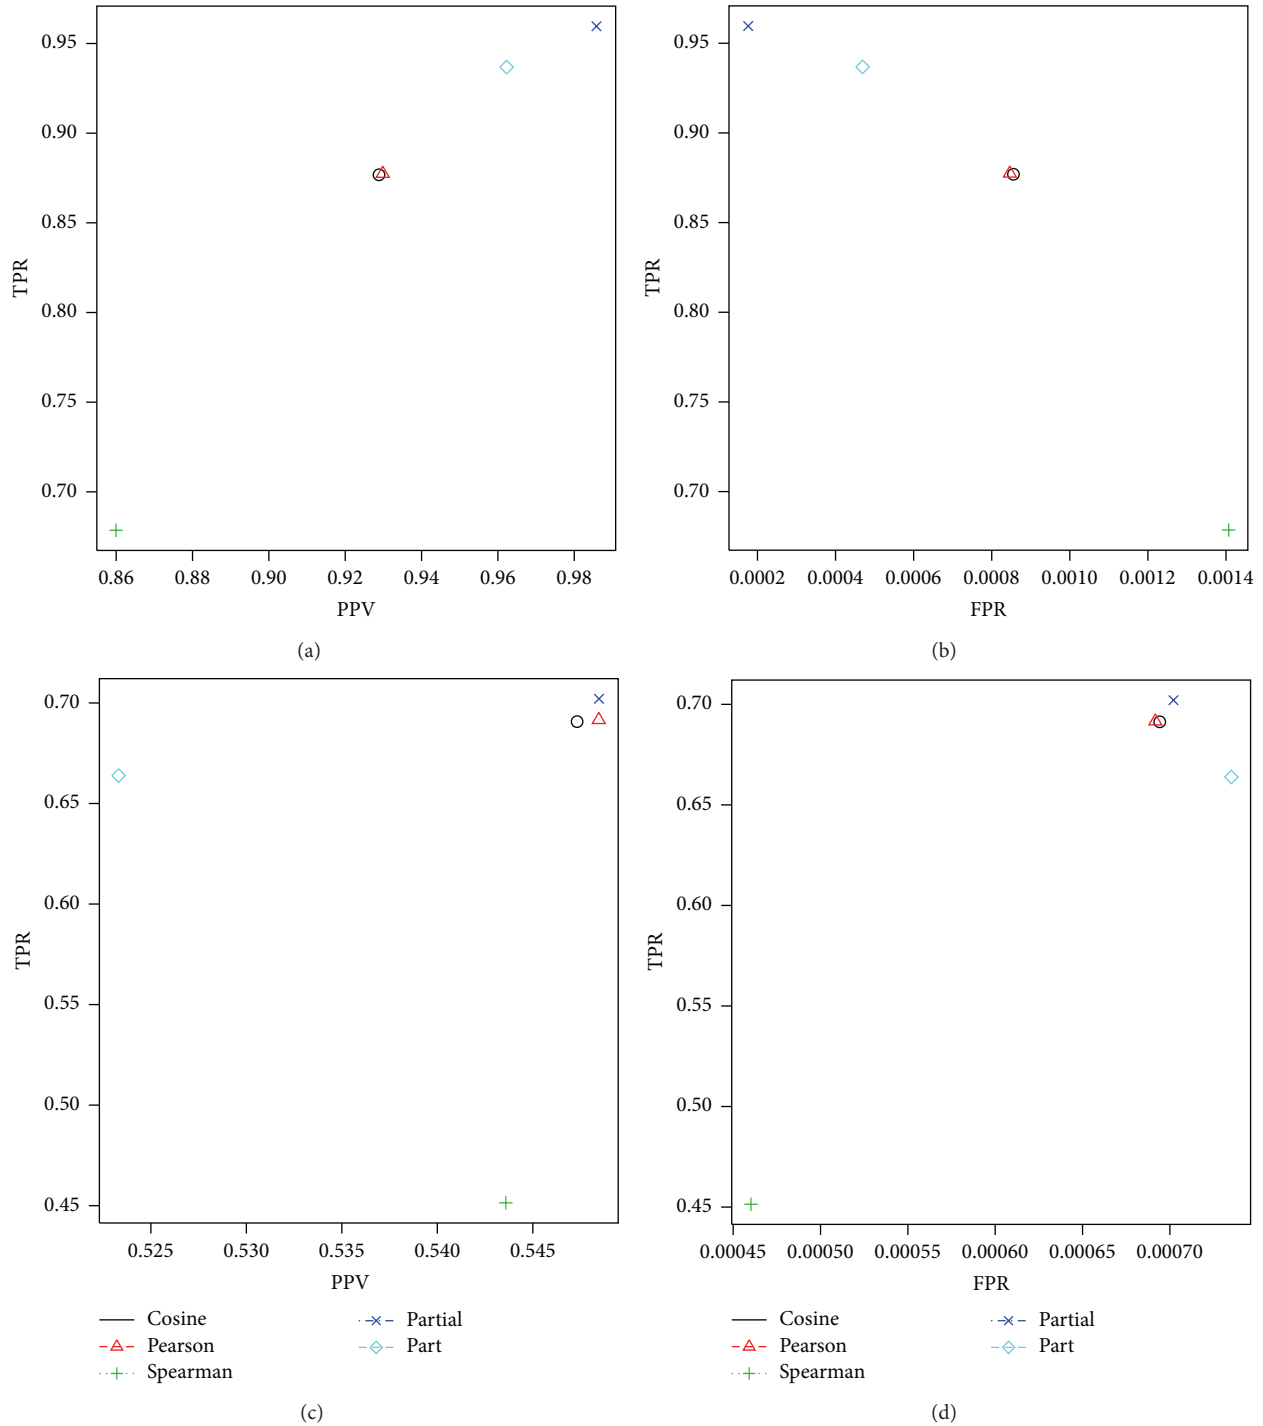 0.95
0.90
0.85
0.80
0.75
0.70
TPR
0.86 0.88 0.90 0.92 0.94 0.96 0.98
PPV
(a)
0.95
0.90
0.85
0.80
0.75
0.70
TPR
0.0002 0.0004 0.0006 0.0008 0.0010 0.0012 0.0014
FPR
(b)
0.70
0.65
0.60
0.55
0.50
0.45
TPR
0.525 0.530 0.535 0.540 0.545
PPV
Cosine
Pearson
Spearman
Partial
Part
(c)
0.70
0.65
0.60
0.55
0.50
0.45
TPR
0.00045 0.00050 0.00055 0.00060 0.00065 0.00070
FPR
Cosine
Pearson
Spearman
Partial
Part
(d)